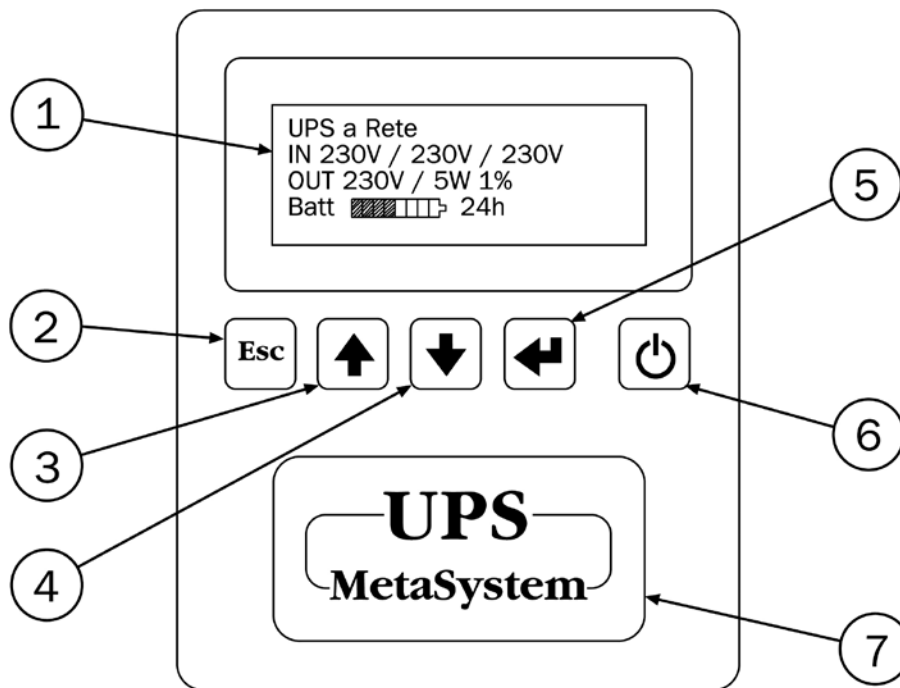 1
UPS a Rete
IN 230V / 230V / 230V
OUT 230V / 5W 1%
Batt 24h
5
2
Esc
3
6
4
UPS
MetaSystem
7